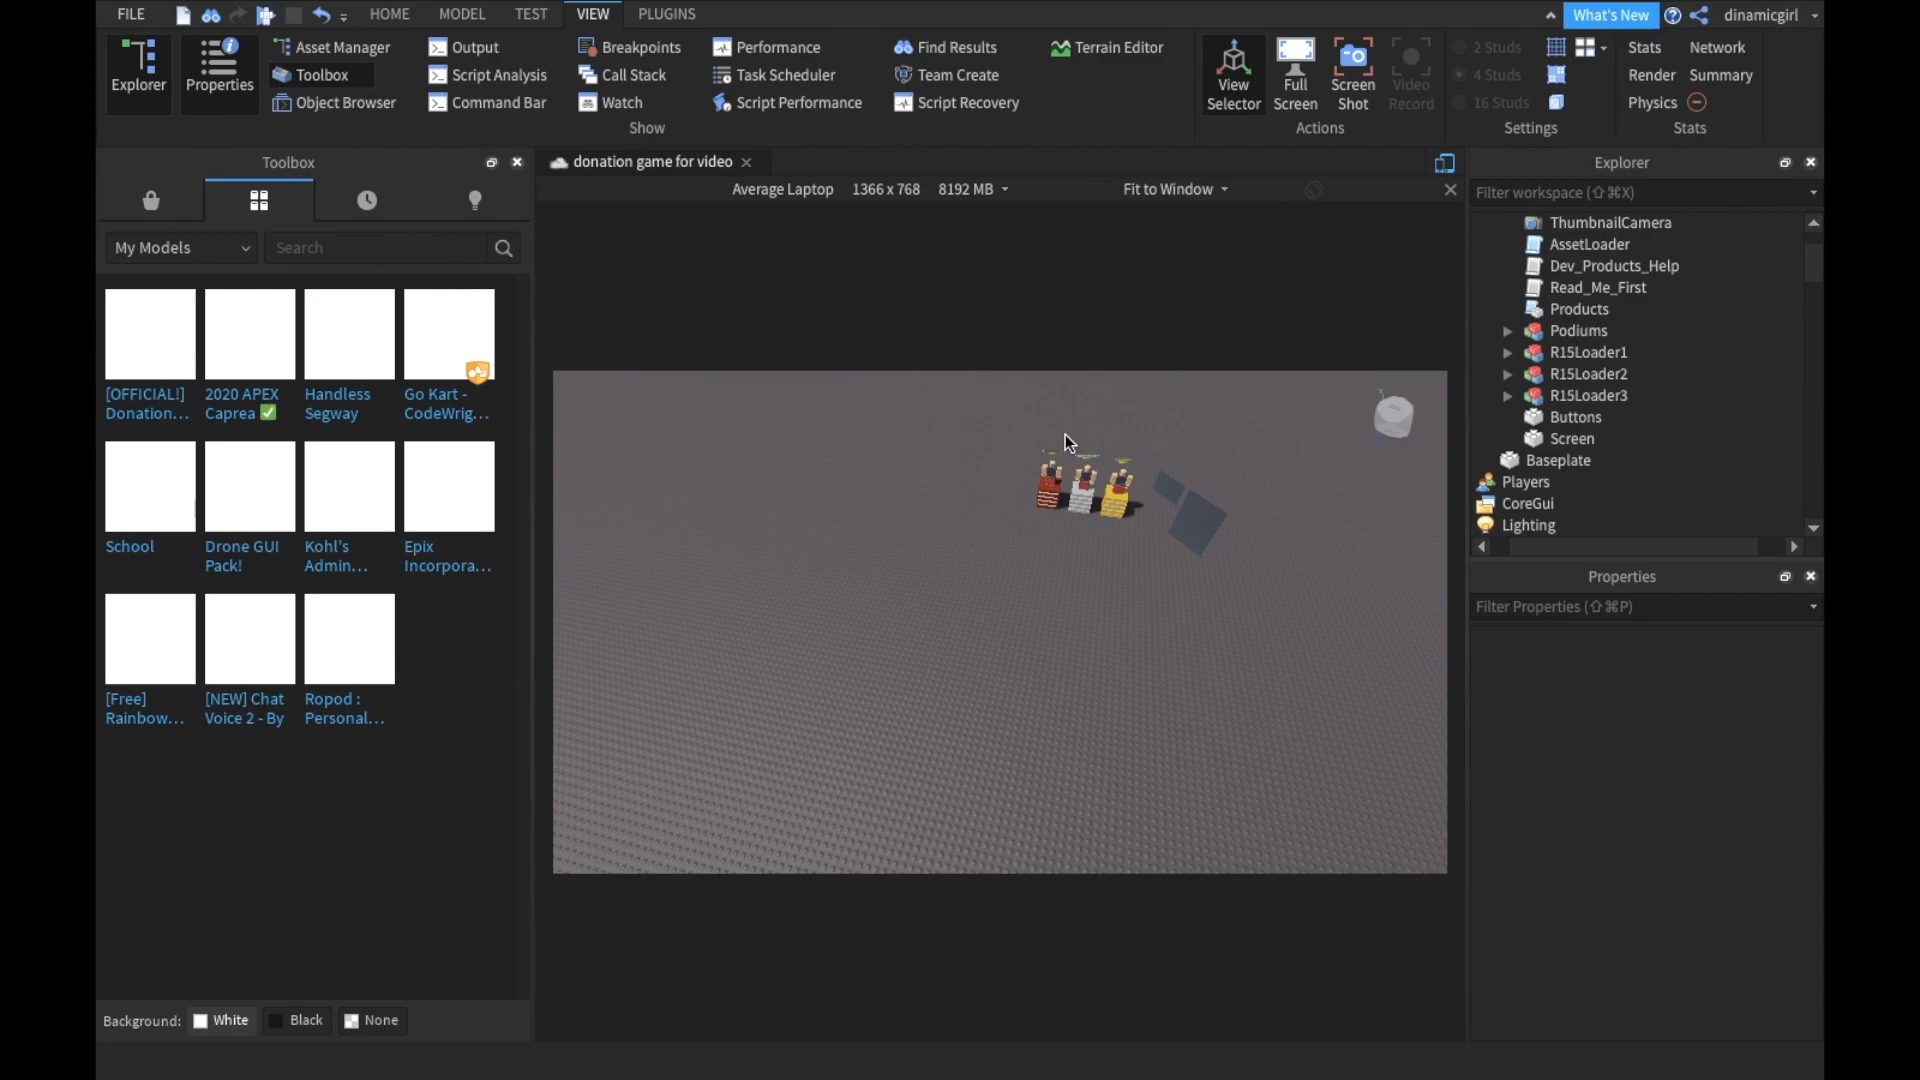 FILE HOME MODEL TEST VIEW PLUGINS What's New dinamicgirl
Explorer
Properties
Asset Manager
Toolbox
Object Browser
Output
Script Analysis
Command Bar
Breakpoints
Call Stack
Watch
Performance
Task Scheduler
Script Performance
Find Results
Team Create
Script Recovery
Terrain Editor
Show
View
Selector
Full
Screen
Screen
Shot
Video
Record
Actions
2 Studs
4 Studs
16 Studs
Settings
Stats
Network
Render
Summary
Physics
Stats
Toolbox
My Models
Search
[OFFICIAL!]
Donation...
2020 APEX
Caprea
Handless
Segway
Go Kart -
CodeWrig...
School
Drone GUI
Pack!
Kohl's
Admin...
Epix
Incorpora...
[Free]
Rainbow...
[NEW] Chat
Voice 2 - By
Ropod :
Personal...
Background: White Black None
donation game for video
Average Laptop 1366 x 768 8192 MB Fit to Window
Explorer
Filter workspace (⇧⌘X)
ThumbnailCamera
AssetLoader
Dev_Products_Help
Read_Me_First
Products
Podiums
R15Loader1
R15Loader2
R15Loader3
Buttons
Screen
Baseplate
Players
CoreGui
Lighting
Properties
Filter Properties (⇧⌘P)